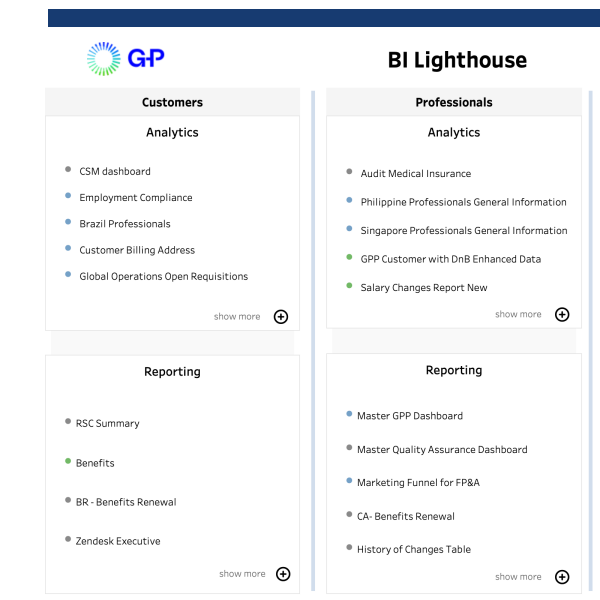 G-P
BI Lighthouse
Customers
Analytics
CSM dashboard
Employment Compliance
Brazil Professionals
Customer Billing Address
Global Operations Open Requisitions
show more
Reporting
RSC Summary
Benefits
BR - Benefits Renewal
Zendesk Executive
show more
Professionals
Analytics
Audit Medical Insurance
Philippine Professionals General Information
Singapore Professionals General Information
GPP Customer with DnB Enhanced Data
Salary Changes Report New
show more
Reporting
Master GPP Dashboard
Master Quality Assurance Dashboard
Marketing Funnel for FP&A
CA- Benefits Renewal
History of Changes Table
show more